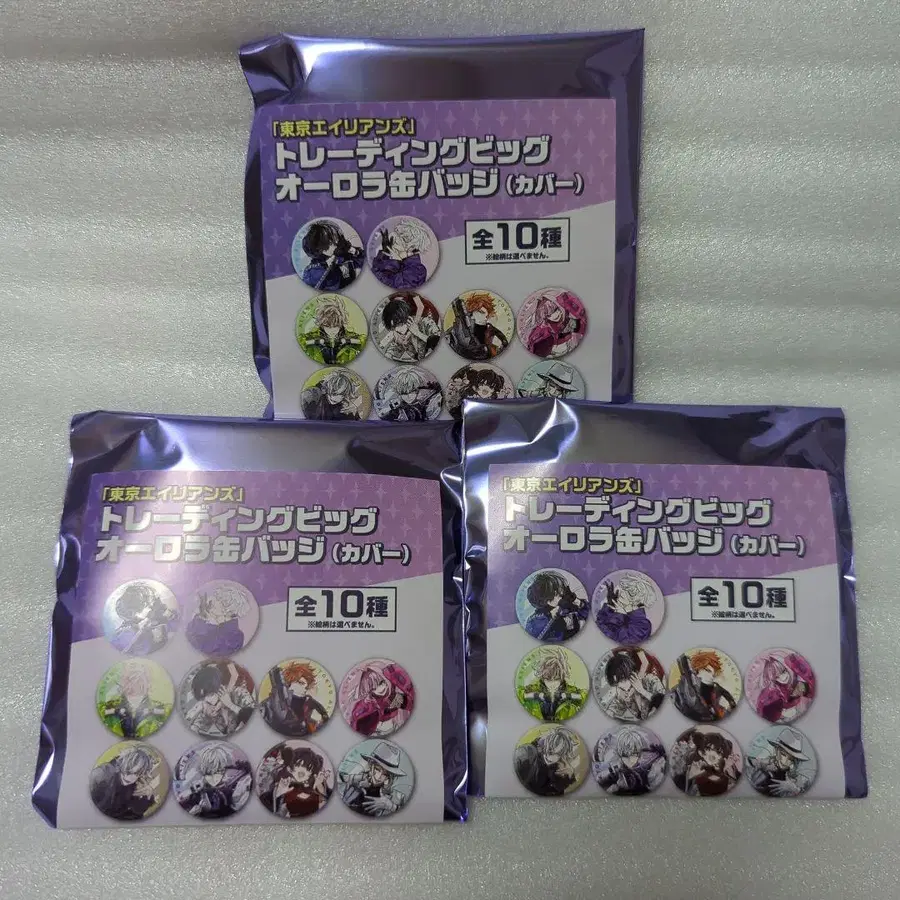 「東京エイリアンズ」
トレーディングビッグ
オーロラ缶バッジ（カバー）
全10種
※絵柄は選べません。
「東京エイリアンズ」
トレーディングビッグ
オーロラ缶バッジ（カバー）
全10種
※絵柄は選べません。
「東京エイリアンズ」
トレーディングビッグ
オーロラ缶バッジ（カバー）
全10種
※絵柄は選べません。